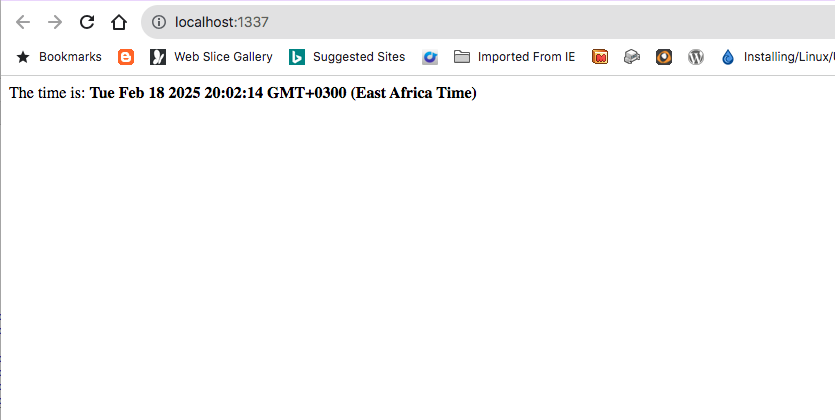 localhost:1337
Bookmarks Web Slice Gallery Suggested Sites Imported From IE Installing/Linux/
The time is: Tue Feb 18 2025 20:02:14 GMT+0300 (East Africa Time)